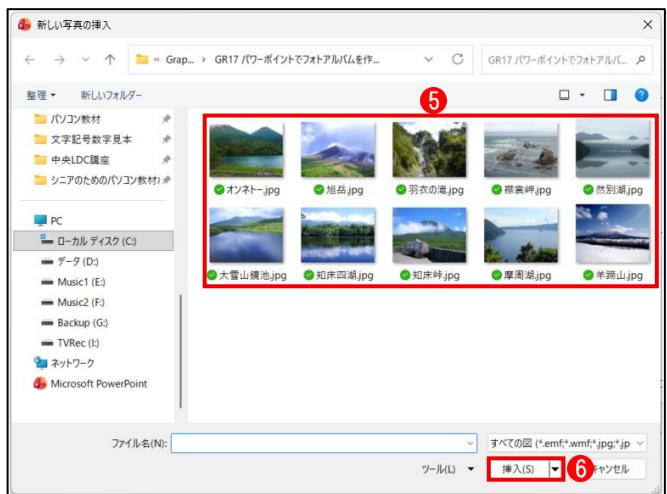 新しい写真の挿入
« Grap... › GR17 パワーポイントでフォトアルバムを作...
GR17 パワーポイントでフォトアルバ...
整理
新しいフォルダー
5
パソコン教材
文字記号数字見本
中央LDC講座
シニアのためのパソコン教材
PC
ローカル ディスク (C:)
データ (D:)
Music1 (E:)
Music2 (F:)
Backup (G:)
TVRec (I:)
ネットワーク
Microsoft PowerPoint
オンネトー.jpg
旭岳.jpg
羽衣の滝.jpg
襟裳岬.jpg
然別湖.jpg
大雪山鏡池.jpg
知床四湖.jpg
知床峠.jpg
摩周湖.jpg
羊蹄山.jpg
ファイル名(N):
すべての図 (*.emf;*.wmf;*.jpg;*.jp
ツール(L)
挿入(S)
6
キャンセル